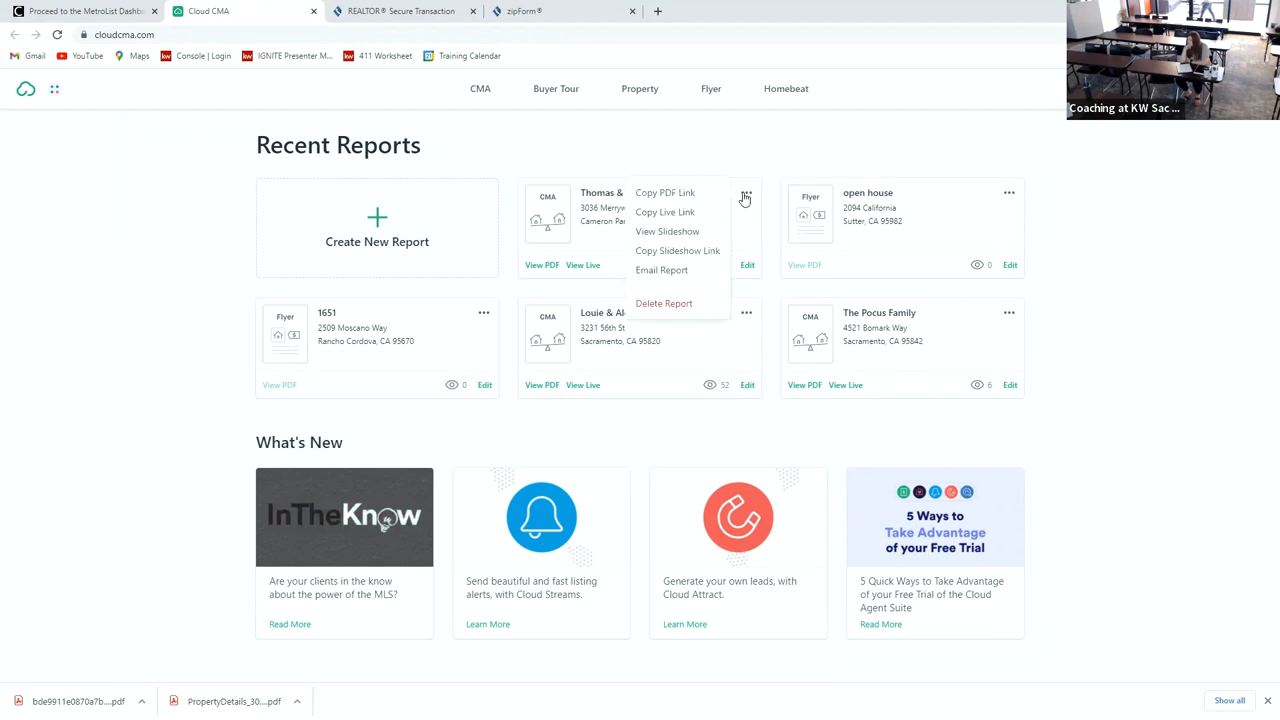 Proceed to the MetroList Dashbo
Cloud CMA
REALTOR® Secure Transaction
zipForm®
cloudcma.com
Gmail
YouTube
Maps
Console | Login
IGNITE Presenter M...
411 Worksheet
Training Calendar
Coaching at KW Sac ...
CMA
Buyer Tour
Property
Flyer
Homebeat
Recent Reports
Create New Report
CMA
Thomas &
3036 Merryw
Cameron Par
View PDF
View Live
Edit
Copy PDF Link
Copy Live Link
View Slideshow
Copy Slideshow Link
Email Report
Delete Report
Flyer
open house
2094 California
Sutter, CA 95982
View PDF
0
Edit
Flyer
1651
2509 Moscano Way
Rancho Cordova, CA 95670
View PDF
0
Edit
CMA
Louie & Al
3231 56th St
Sacramento, CA 95820
View PDF
View Live
52
Edit
CMA
The Pocus Family
4521 Bomark Way
Sacramento, CA 95842
View PDF
View Live
6
Edit
What's New
InTheKnow
Are your clients in the know
about the power of the MLS?
Read More
Send beautiful and fast listing
alerts, with Cloud Streams.
Learn More
Generate your own leads, with
Cloud Attract.
Learn More
5 Ways to
Take Advantage
of your Free Trial
5 Quick Ways to Take Advantage
of your Free Trial of the Cloud
Agent Suite
Read More
bde9911e0870a7b....pdf
PropertyDetails_30....pdf
Show all